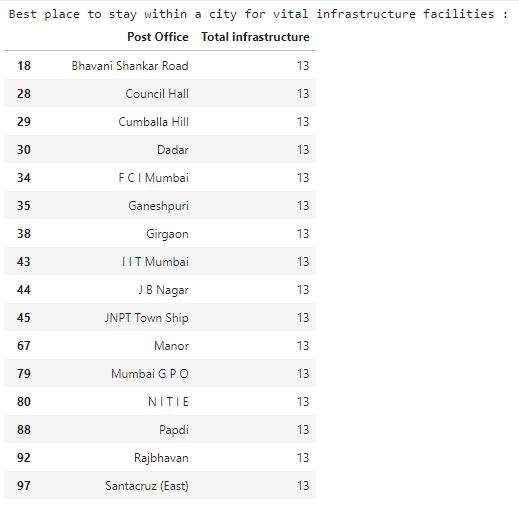 Best place to stay within a city for vital infrastructure facilities :
Post Office Total infrastructure
18 Bhavani Shankar Road 13
28 Council Hall 13
29 Cumballa Hill 13
30 Dadar 13
34 F C I Mumbai 13
35 Ganeshpuri 13
38 Girgaon 13
43 I I T Mumbai 13
44 J B Nagar 13
45 JNPT Town Ship 13
67 Manor 13
79 Mumbai G P O 13
80 N I T I E 13
88 Papdi 13
92 Rajbhavan 13
97 Santacruz (East) 13